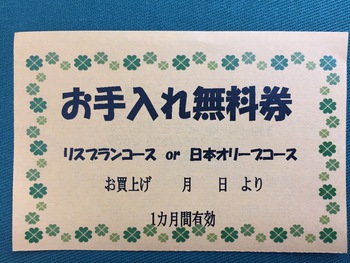 お手入れ無料券
リスブランコース or 日本オリーブコース
お買上げ　　月　　日 より
1カ月間有効